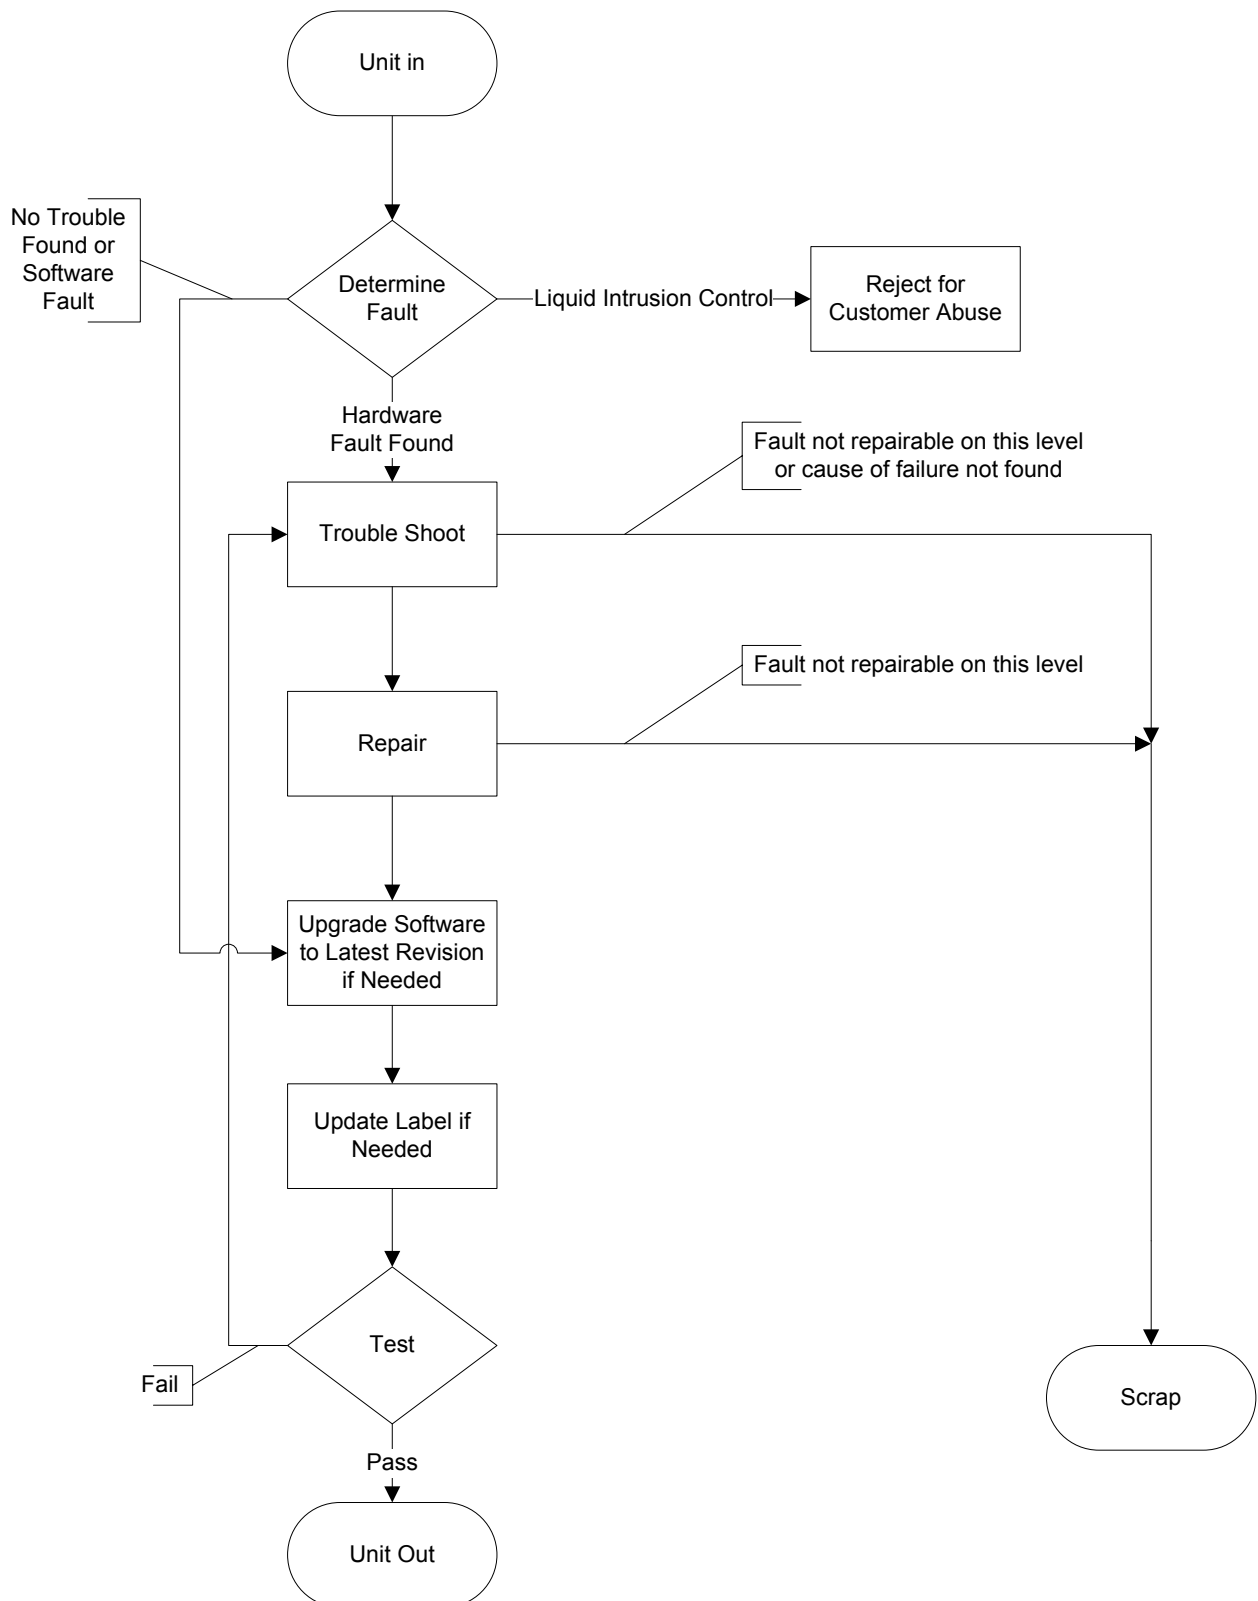 Unit in
No Trouble
Found or
Software
Fault
Determine
Fault
Liquid Intrusion Control
Reject for
Customer Abuse
Hardware
Fault Found
Fault not repairable on this level
or cause of failure not found
Trouble Shoot
Fault not repairable on this level
Repair
Upgrade Software
to Latest Revision
if Needed
Update Label if
Needed
Test
Fail
Scrap
Pass
Unit Out